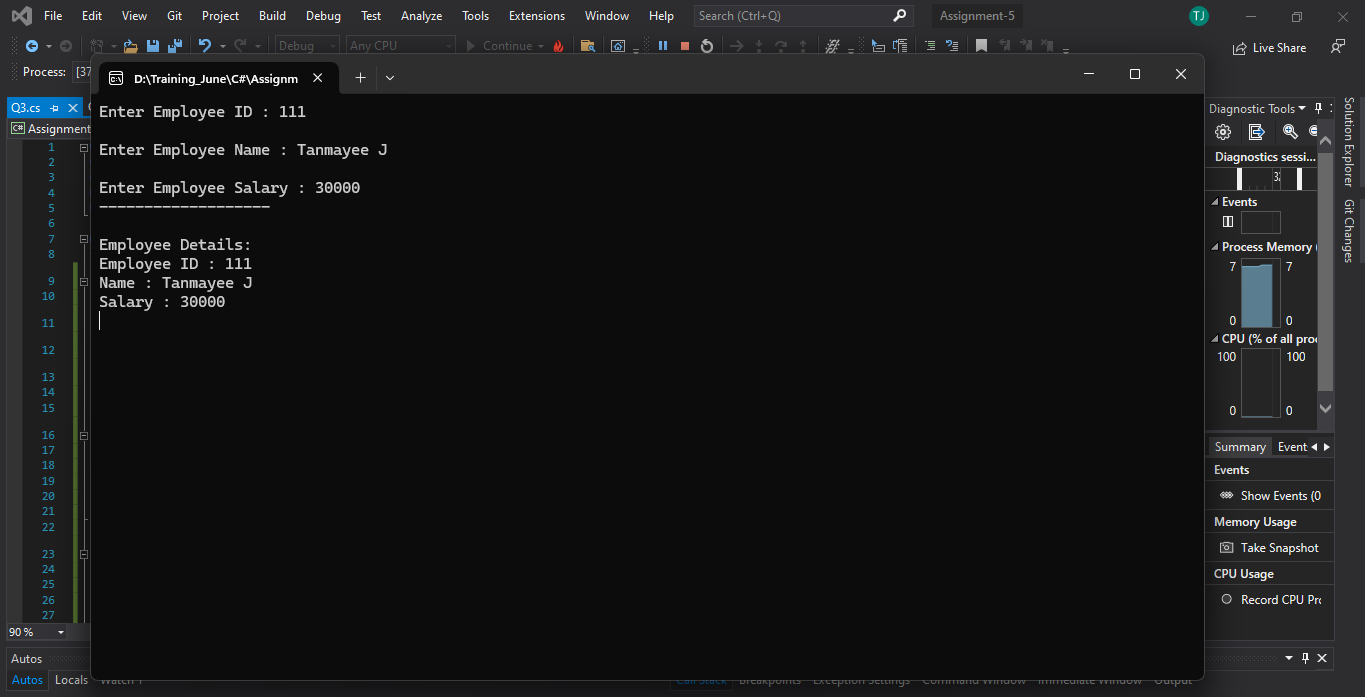 File Edit View Git Project Build Debug Test Analyze Tools Extensions Window Help Search (Ctrl+Q) Assignment-5 TJ
Debug Any CPU Continue Live Share
Process: [37
D:\Training_June\C#\Assignm
Q3.cs
C# Assignment
1
2
3
4
5
6
7
8
9
10
11
12
13
14
15
16
17
18
19
20
21
22
23
24
25
26
27
90 %
Enter Employee ID : 111
Enter Employee Name : Tanmayee J
Enter Employee Salary : 30000
-------------------
Employee Details:
Employee ID : 111
Name : Tanmayee J
Salary : 30000
Diagnostic Tools
Diagnostics sessi...
Events
Process Memory
7 7
0 0
CPU (% of all pro
100 100
0 0
Summary Event
Events
Show Events (0
Memory Usage
Take Snapshot
CPU Usage
Record CPU Pr
Solution Explorer
Git Changes
Autos
Autos Locals Watch 1 Call Stack Breakpoints Exception Settings Command Window Immediate Window Output